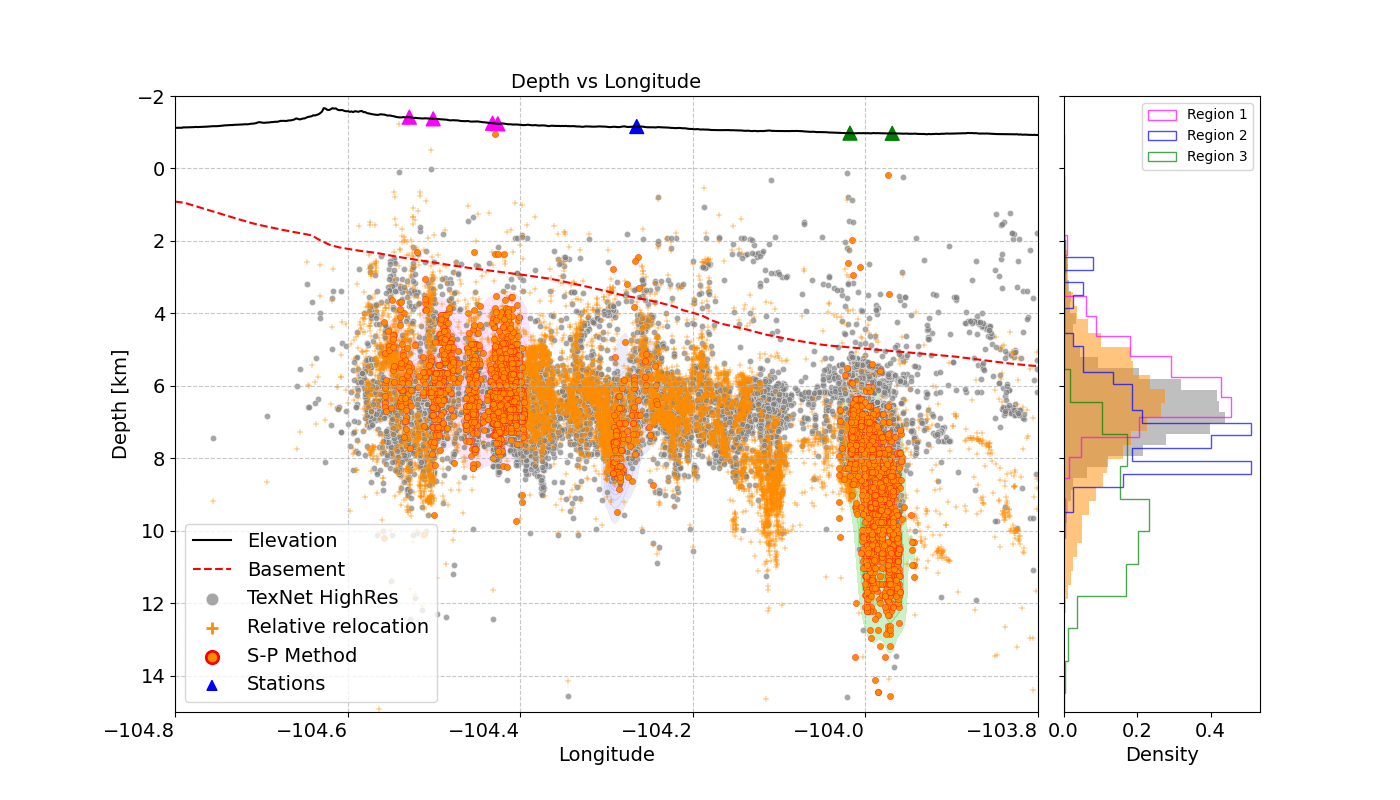 Depth vs Longitude
−2
0
2
4
6
8
10
12
14
Depth [km]
Elevation
Basement
TexNet HighRes
Relative relocation
S-P Method
Stations
−104.8
−104.6
−104.4
−104.2
−104.0
−103.8
Longitude
Region 1
Region 2
Region 3
0.0
0.2
0.4
Density